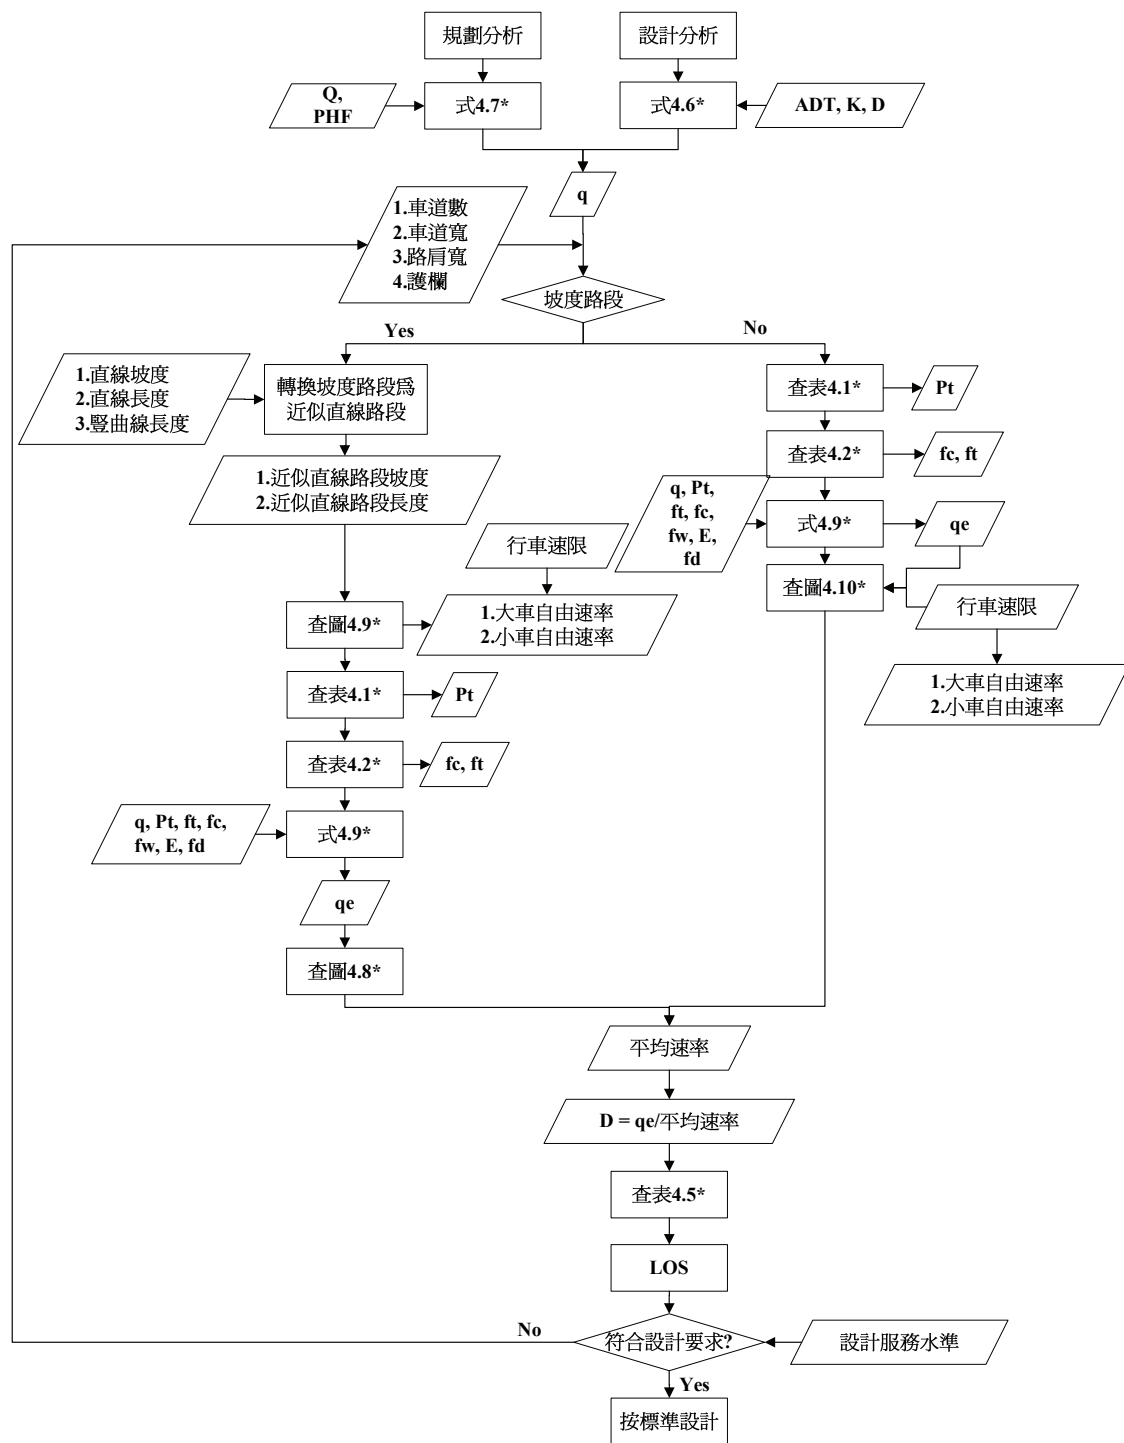 規劃分析
設計分析
Q,
PHF
式4.7*
式4.6*
ADT, K, D
q
1.車道數
2.車道寬
3.路肩寬
4.護欄
坡度路段
Yes
No
1.直線坡度
2.直線長度
3.豎曲線長度
轉換坡度路段為
近似直線路段
查表4.1*
Pt
1.近似直線路段坡度
2.近似直線路段長度
查表4.2*
fc, ft
q, Pt,
ft, fc,
fw, E,
fd
式4.9*
qe
行車速限
查圖4.10*
行車速限
查圖4.9*
1.大車自由速率
2.小車自由速率
1.大車自由速率
2.小車自由速率
查表4.1*
Pt
查表4.2*
fc, ft
q, Pt, ft, fc,
fw, E, fd
式4.9*
qe
查圖4.8*
平均速率
D = qe/平均速率
查表4.5*
LOS
No
符合設計要求?
設計服務水準
Yes
按標準設計